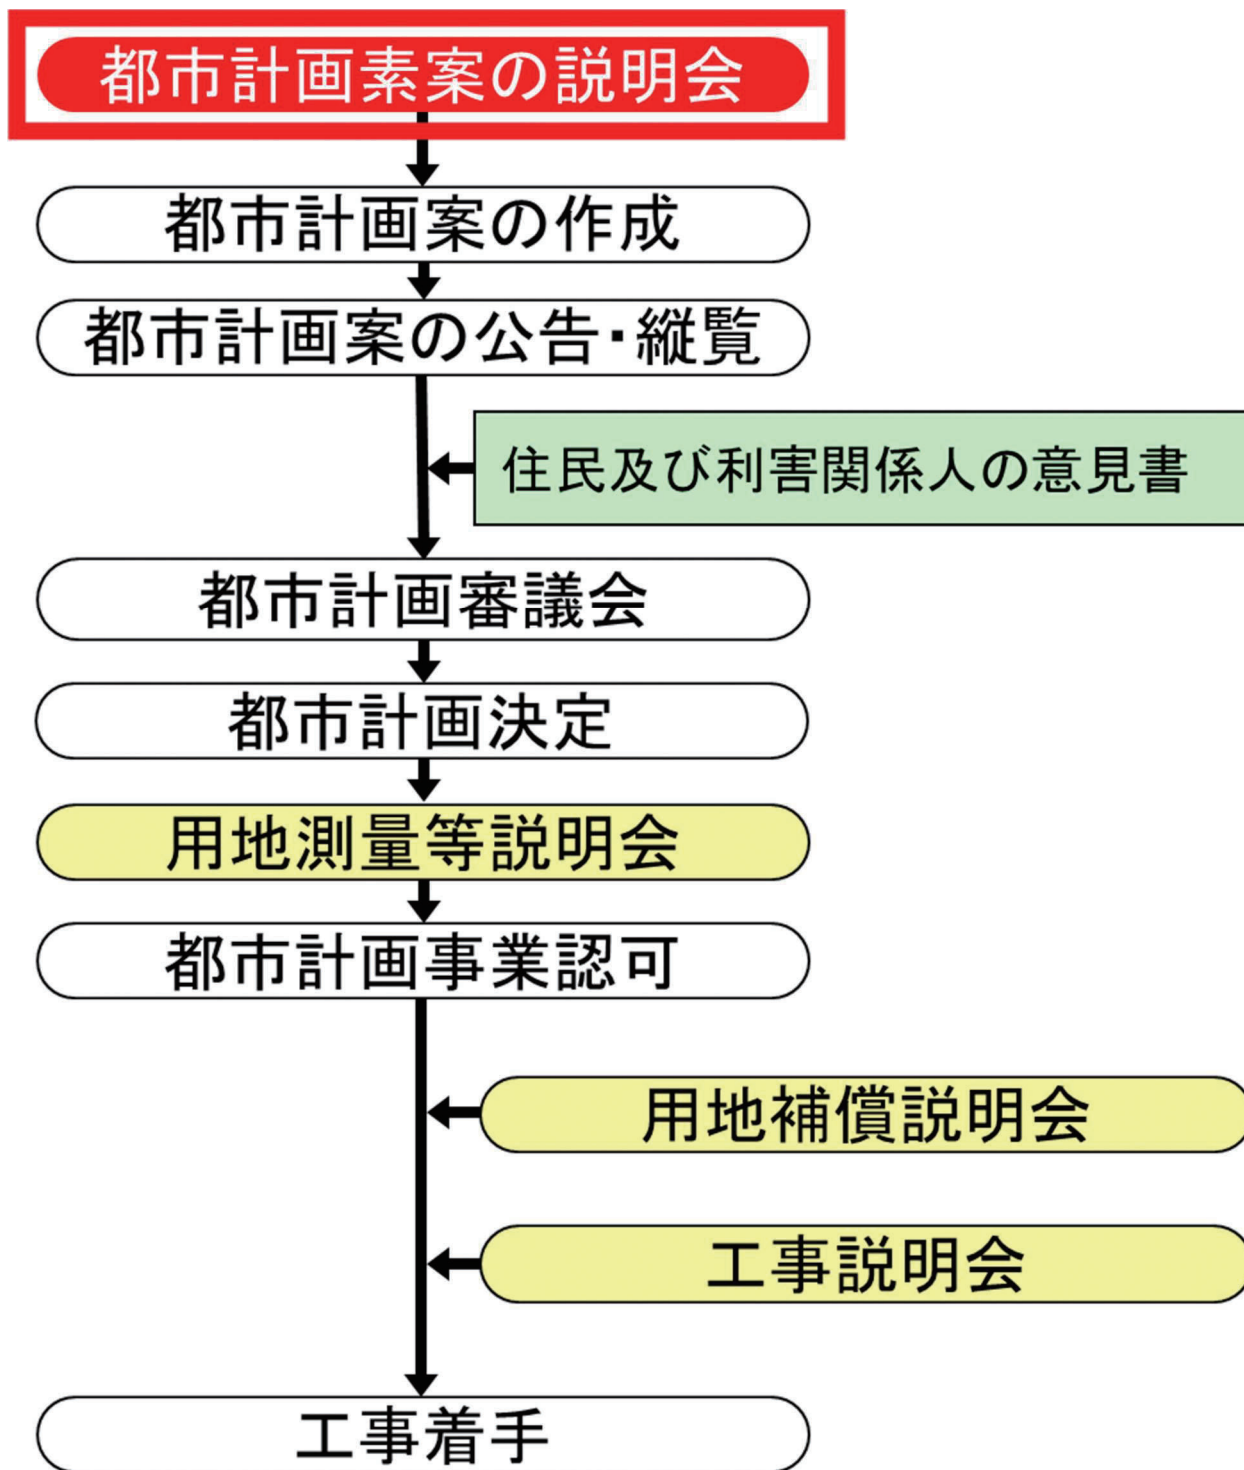 都市計画素案の説明会
都市計画案の作成
都市計画案の公告・縦覧
住民及び利害関係人の意見書
都市計画審議会
都市計画決定
用地測量等説明会
都市計画事業認可
用地補償説明会
工事説明会
工事着手